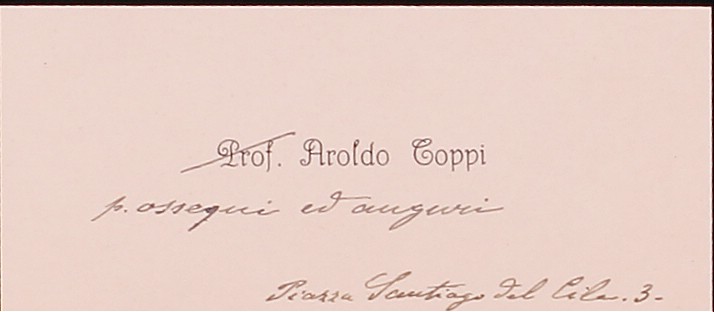 Prof. Aroldo Coppi
p. ossequi ed auguri
Piazza Santiago del Cile. 3.